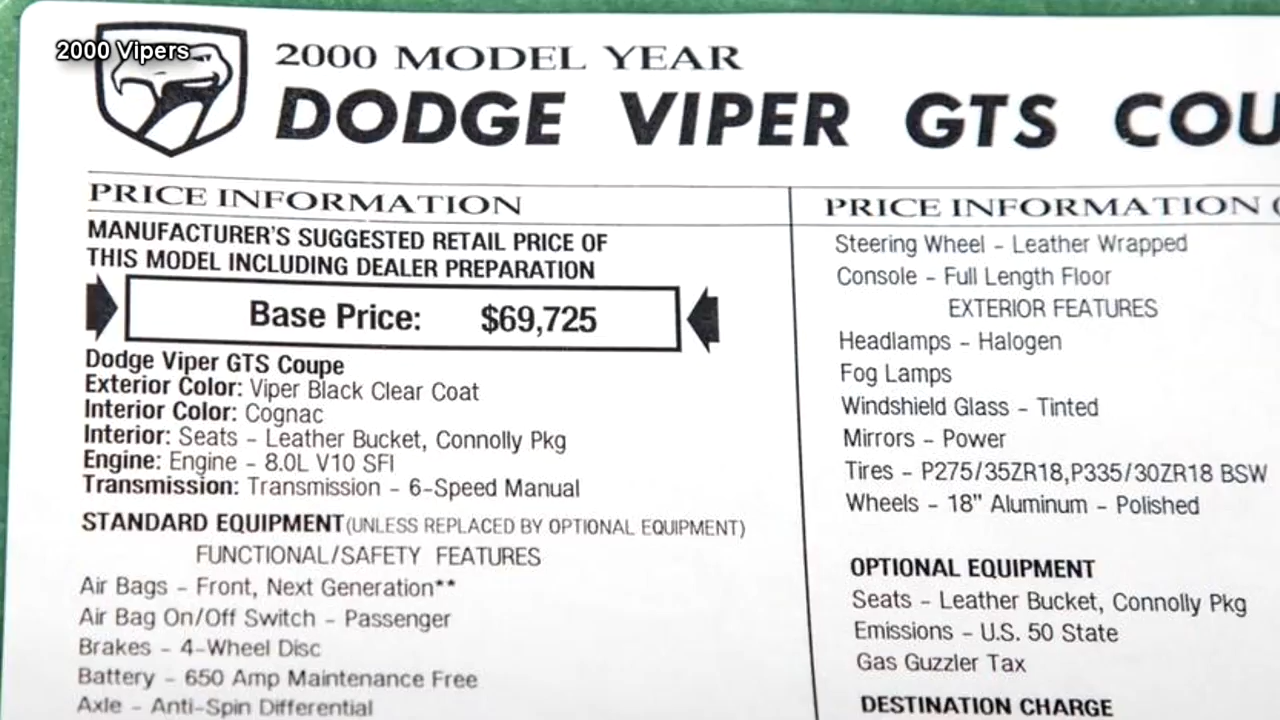 2000 Vipers
2000 MODEL YEAR
DODGE VIPER GTS COU
PRICE INFORMATION
MANUFACTURER'S SUGGESTED RETAIL PRICE OF
THIS MODEL INCLUDING DEALER PREPARATION
Base Price: $69,725
Dodge Viper GTS Coupe
Exterior Color: Viper Black Clear Coat
Interior Color: Cognac
Interior: Seats - Leather Bucket, Connolly Pkg
Engine: Engine - 8.0L V10 SFI
Transmission: Transmission - 6-Speed Manual
STANDARD EQUIPMENT (UNLESS REPLACED BY OPTIONAL EQUIPMENT)
FUNCTIONAL/SAFETY FEATURES
Air Bags - Front, Next Generation**
Air Bag On/Off Switch - Passenger
Brakes - 4-Wheel Disc
Battery - 650 Amp Maintenance Free
Axle - Anti-Spin Differential
PRICE INFORMATION (
Steering Wheel - Leather Wrapped
Console - Full Length Floor
EXTERIOR FEATURES
Headlamps - Halogen
Fog Lamps
Windshield Glass - Tinted
Mirrors - Power
Tires - P275/35ZR18,P335/30ZR18 BSW
Wheels - 18" Aluminum - Polished
OPTIONAL EQUIPMENT
Seats - Leather Bucket, Connolly Pkg
Emissions - U.S. 50 State
Gas Guzzler Tax
DESTINATION CHARGE